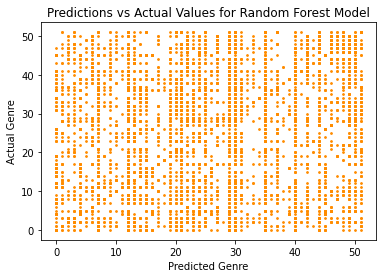 Predictions vs Actual Values for Random Forest Model
50
40
30
20
10
0
Actual Genre
0 10 20 30 40 50
Predicted Genre